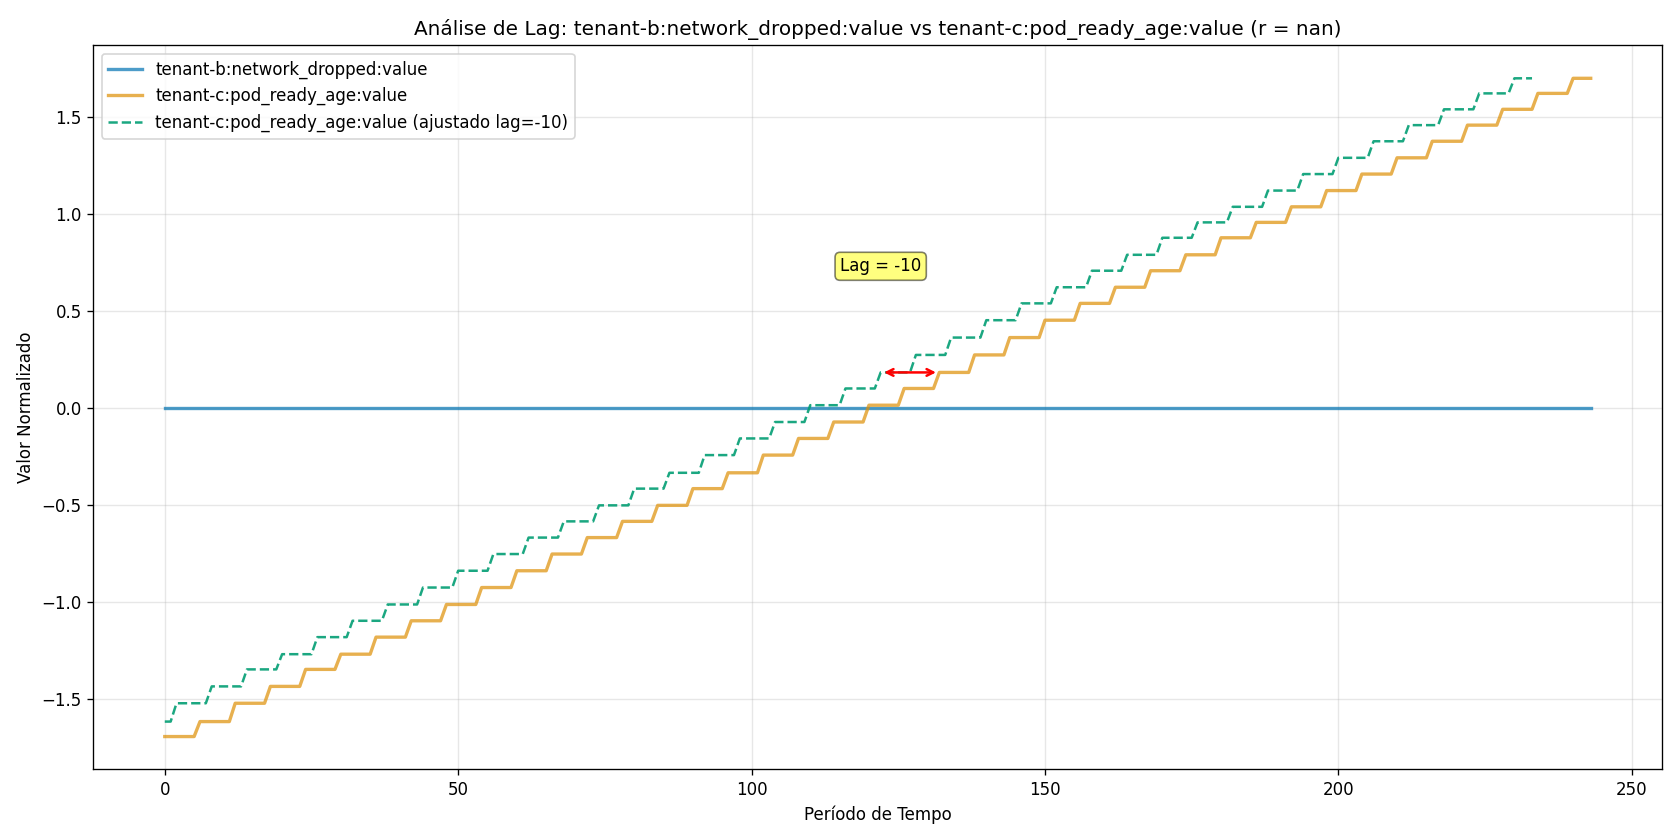 Análise de Lag: tenant-b:network_dropped:value vs tenant-c:pod_ready_age:value (r = nan)
tenant-b:network_dropped:value
tenant-c:pod_ready_age:value
tenant-c:pod_ready_age:value (ajustado lag=-10)
Lag = -10
Valor Normalizado
1.5
1.0
0.5
0.0
−0.5
−1.0
−1.5
0
50
100
150
200
250
Período de Tempo